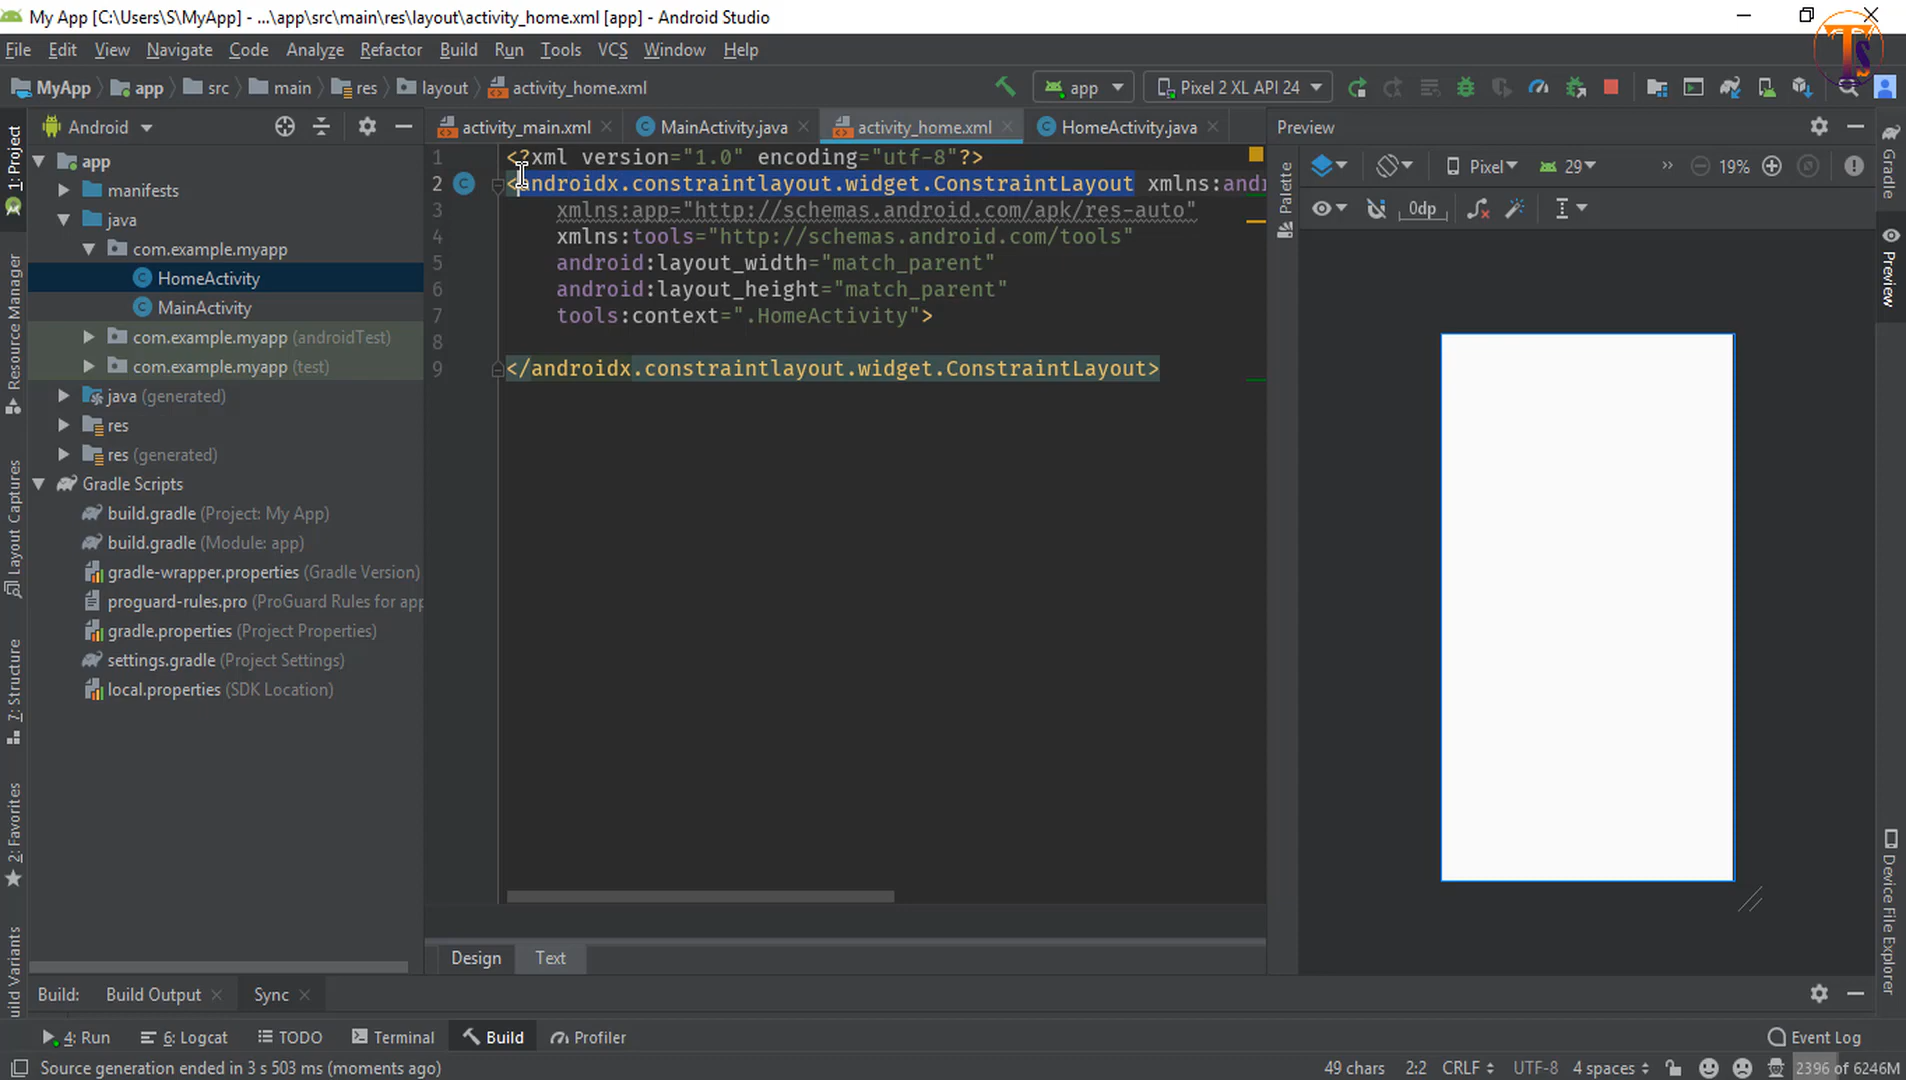 My App [C:\Users\S\MyApp] - ...\app\src\main\res\layout\activity_home.xml [app] - Android Studio
TS
File Edit View Navigate Code Analyze Refactor Build Run Tools VCS Window Help
MyApp app src main res layout activity_home.xml app Pixel 2 XL API 24
Android activity_main.xml MainActivity.java activity_home.xml HomeActivity.java Preview
1: Project
Resource Manager
Layout Captures
7: Structure
2: Favorites
uild Variants
app
manifests
java
com.example.myapp
HomeActivity
MainActivity
com.example.myapp (androidTest)
com.example.myapp (test)
java (generated)
res
res (generated)
Gradle Scripts
build.gradle (Project: My App)
build.gradle (Module: app)
gradle-wrapper.properties (Gradle Version)
proguard-rules.pro (ProGuard Rules for app
gradle.properties (Project Properties)
settings.gradle (Project Settings)
local.properties (SDK Location)
1 <?xml version="1.0" encoding="utf-8"?>
2 <androidx.constraintlayout.widget.ConstraintLayout xmlns:andr
3 xmlns:app="http://schemas.android.com/apk/res-auto"
4 xmlns:tools="http://schemas.android.com/tools"
5 android:layout_width="match_parent"
6 android:layout_height="match_parent"
7 tools:context=".HomeActivity">
8
9 </androidx.constraintlayout.widget.ConstraintLayout>
Design Text
Palette
Pixel 29 » 19%
0dp
Gradle
Preview
Device File Explorer
Build: Build Output Sync
4: Run 6: Logcat TODO Terminal Build Profiler Event Log
Source generation ended in 3 s 503 ms (moments ago) 49 chars 2:2 CRLF UTF-8 4 spaces 2396 of 6246M